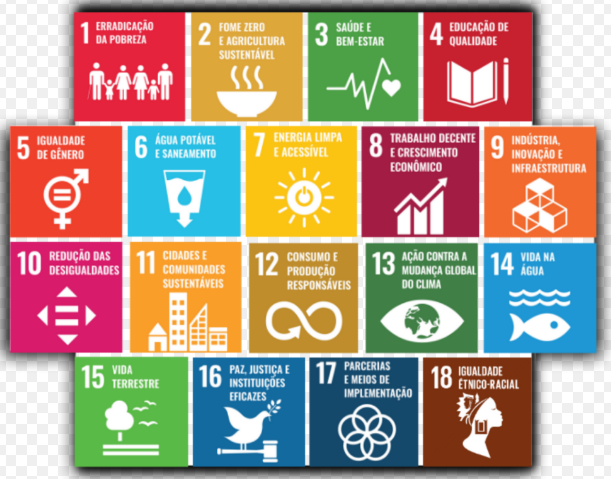 1 ERRADICAÇÃO
DA POBREZA
2 FOME ZERO
E AGRICULTURA
SUSTENTÁVEL
3 SAÚDE E
BEM-ESTAR
4 EDUCAÇÃO DE
QUALIDADE
5 IGUALDADE
DE GÊNERO
6 ÁGUA POTÁVEL
E SANEAMENTO
7 ENERGIA LIMPA
E ACESSÍVEL
8 TRABALHO DECENTE
E CRESCIMENTO
ECONÔMICO
9 INDÚSTRIA,
INOVAÇÃO E
INFRAESTRUTURA
10 REDUÇÃO DAS
DESIGUALDADES
11 CIDADES E
COMUNIDADES
SUSTENTÁVEIS
12 CONSUMO E
PRODUÇÃO
RESPONSÁVEIS
13 AÇÃO CONTRA A
MUDANÇA GLOBAL
DO CLIMA
14 VIDA NA
ÁGUA
15 VIDA
TERRESTRE
16 PAZ, JUSTIÇA E
INSTITUIÇÕES
EFICAZES
17 PARCERIAS
E MEIOS DE
IMPLEMENTAÇÃO
18 IGUALDADE
ÉTNICO-RACIAL